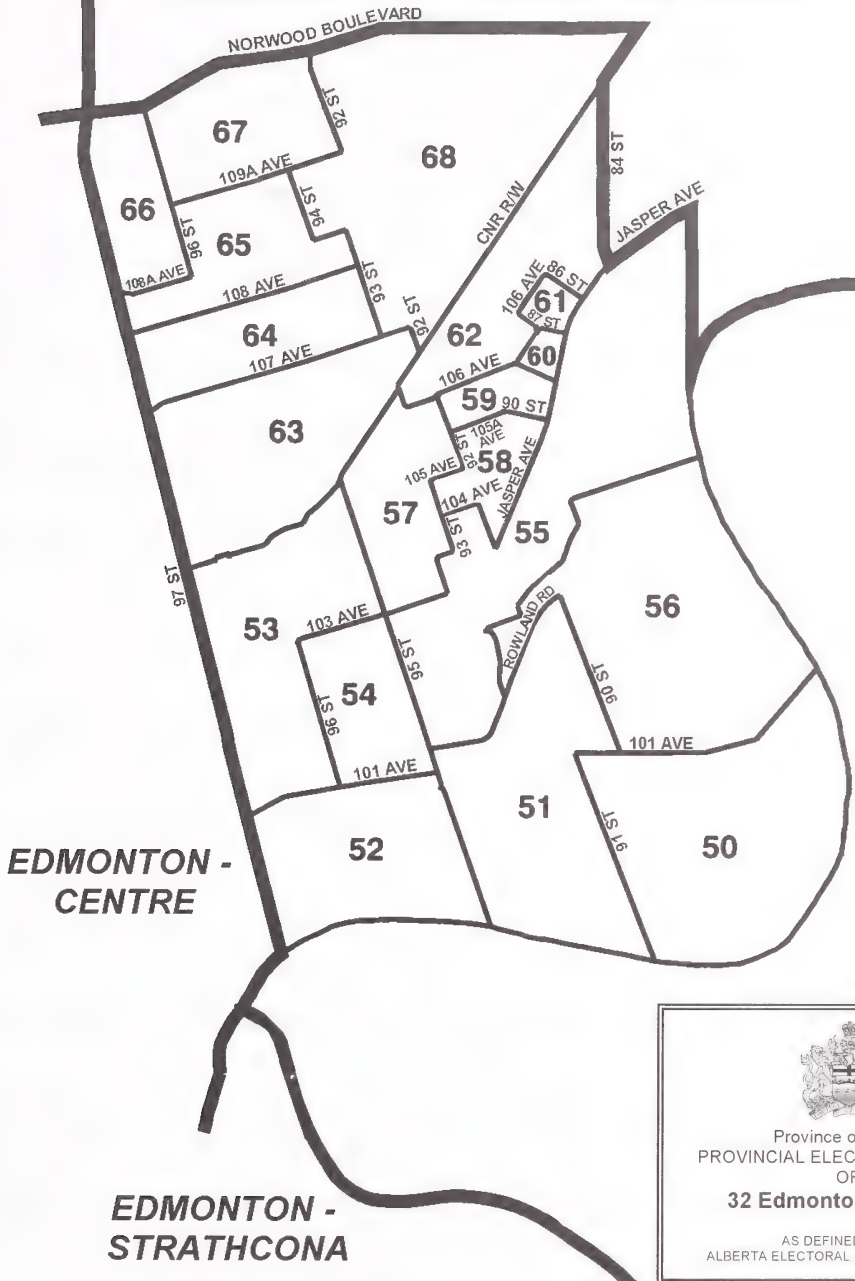 NORWOOD BOULEVARD
92 ST
67
68
109A AVE
84 ST
66
94 ST
CNR R/W
JASPER AVE
96 ST
65
108A AVE
108 AVE
93 ST
106 AVE
86 ST
61
87 ST
92 ST
64
62
60
107 AVE
106 AVE
59
90 ST
63
105A
AVE
92 ST
58
105 AVE
104 AVE
JASPER AVE
57
93 ST
55
97 ST
56
53
103 AVE
ROWLAND RD
95 ST
90 ST
54
96 ST
101 AVE
101 AVE
51
91 ST
52
50
EDMONTON -
CENTRE
EDMONTON -
STRATHCONA
Province o
PROVINCIAL ELEC
OF
32 Edmonto
AS DEFINE
ALBERTA ELECTORAL